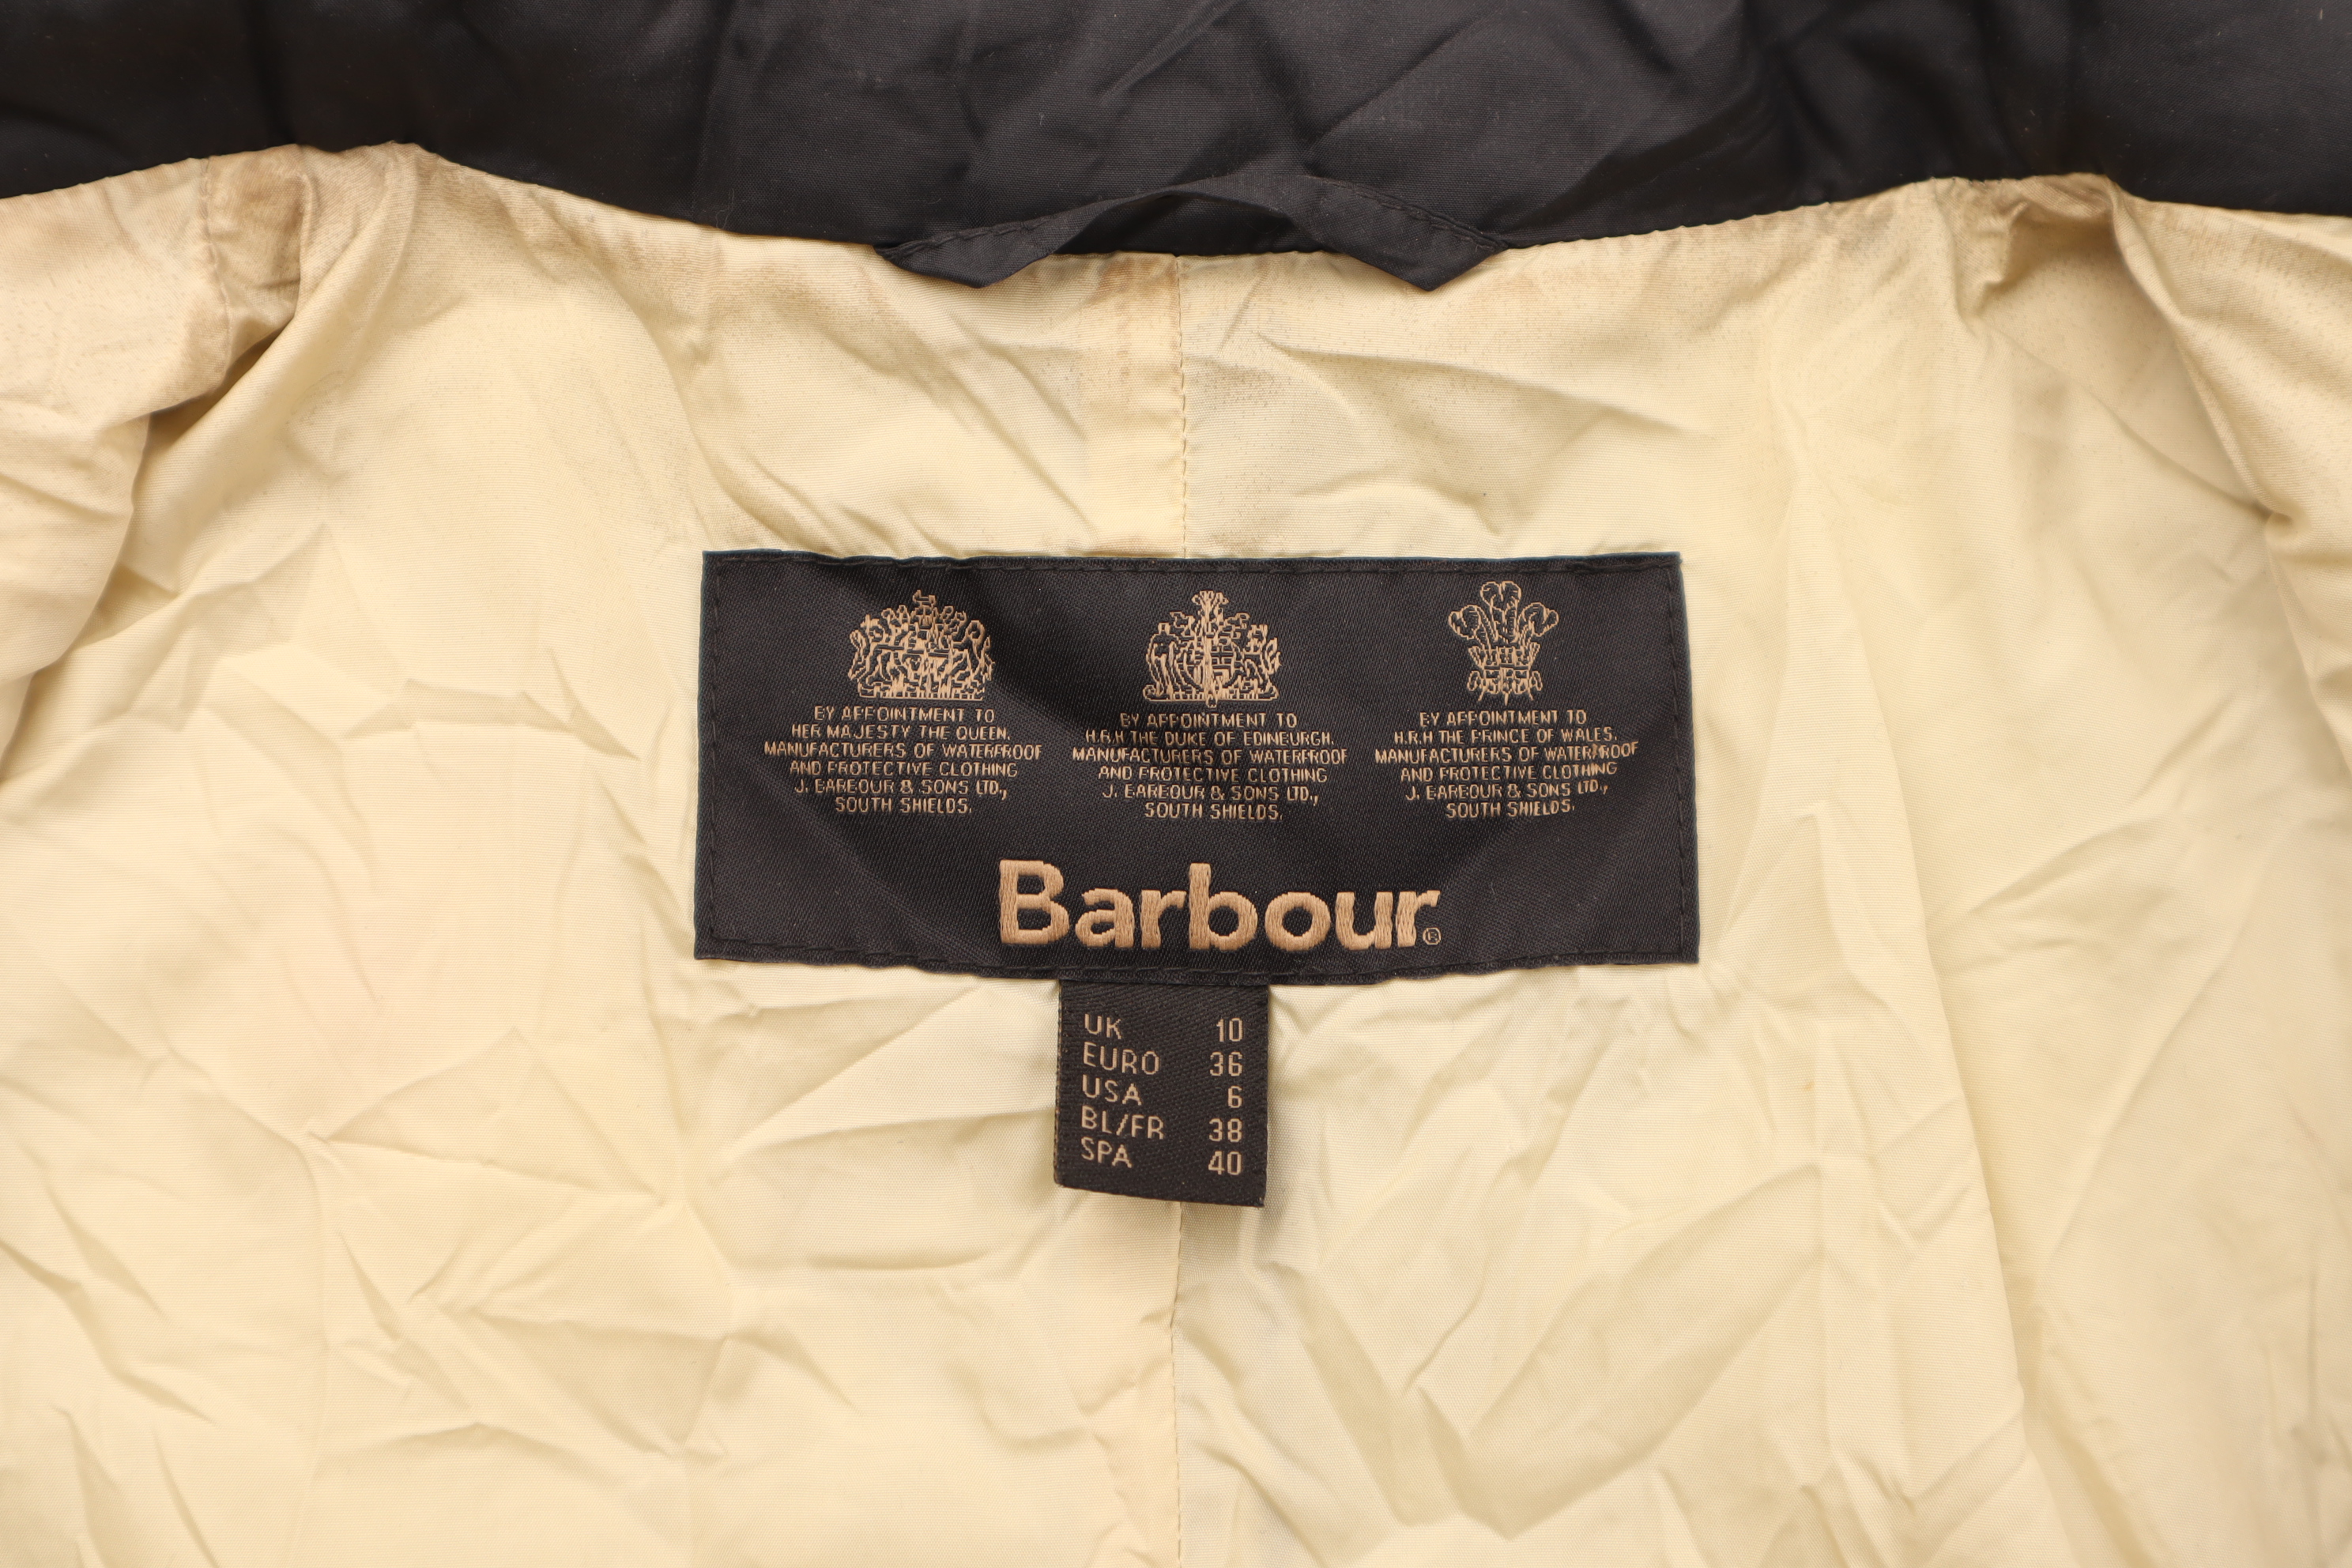 BY APPOINTMENT TO
HER MAJESTY THE QUEEN.
MANUFACTURERS OF WATERPROOF
AND PROTECTIVE CLOTHING
J. BARBOUR & SONS LTD.,
SOUTH SHIELDS.
BY APPOINTMENT TO
H.R.H THE DUKE OF EDINBURGH.
MANUFACTURERS OF WATERPROOF
AND PROTECTIVE CLOTHING
J. BARBOUR & SONS LTD.,
SOUTH SHIELDS.
BY APPOINTMENT TO
H.R.H THE PRINCE OF WALES.
MANUFACTURERS OF WATERPROOF
AND PROTECTIVE CLOTHING
J. BARBOUR & SONS LTD.,
SOUTH SHIELDS.
Barbour®
UK 10
EURO 36
USA 6
BL/FR 38
SPA 40